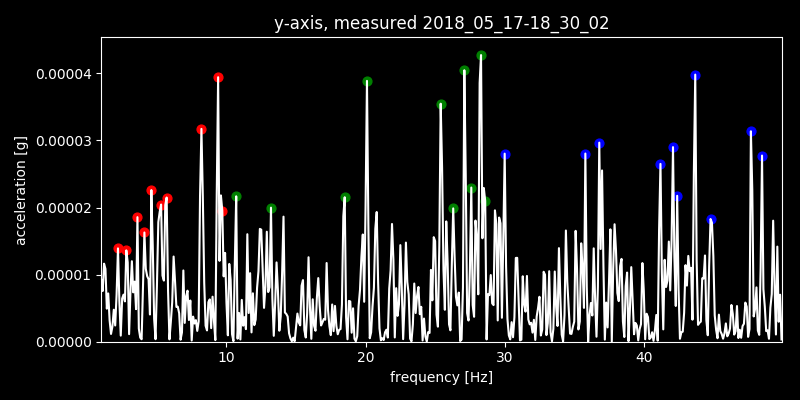 y-axis, measured 2018_05_17-18_30_02
0.00004
0.00003
0.00002
0.00001
0.00000
acceleration [g]
10 20 30 40
frequency [Hz]